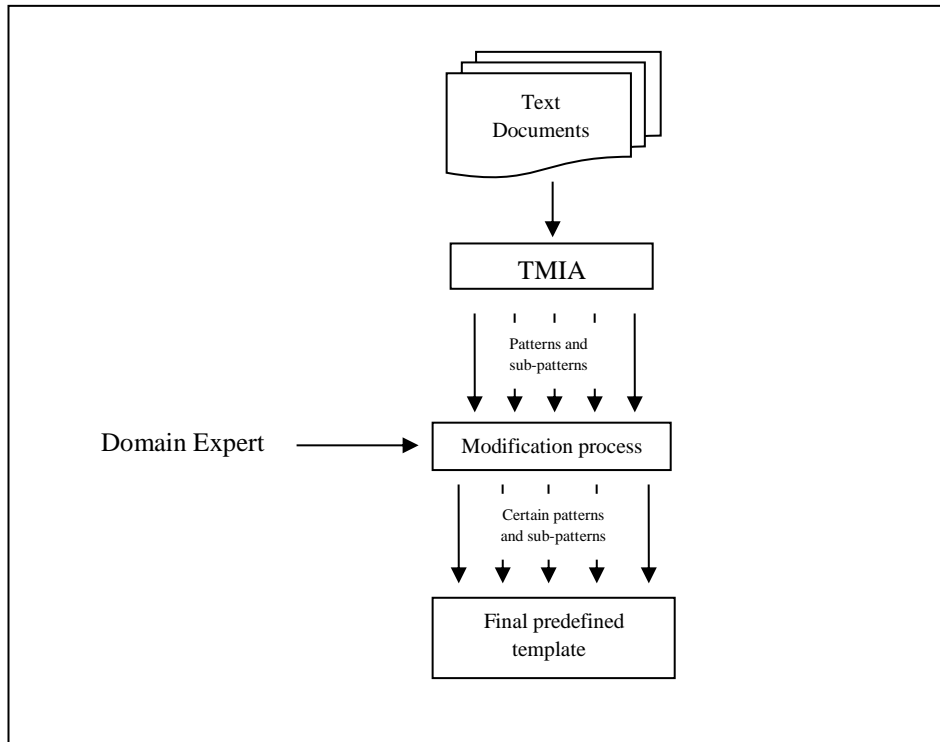 Text
Documents
TMIA
Patterns and
sub-patterns
Domain Expert
Modification process
Certain patterns
and sub-patterns
Final predefined
template